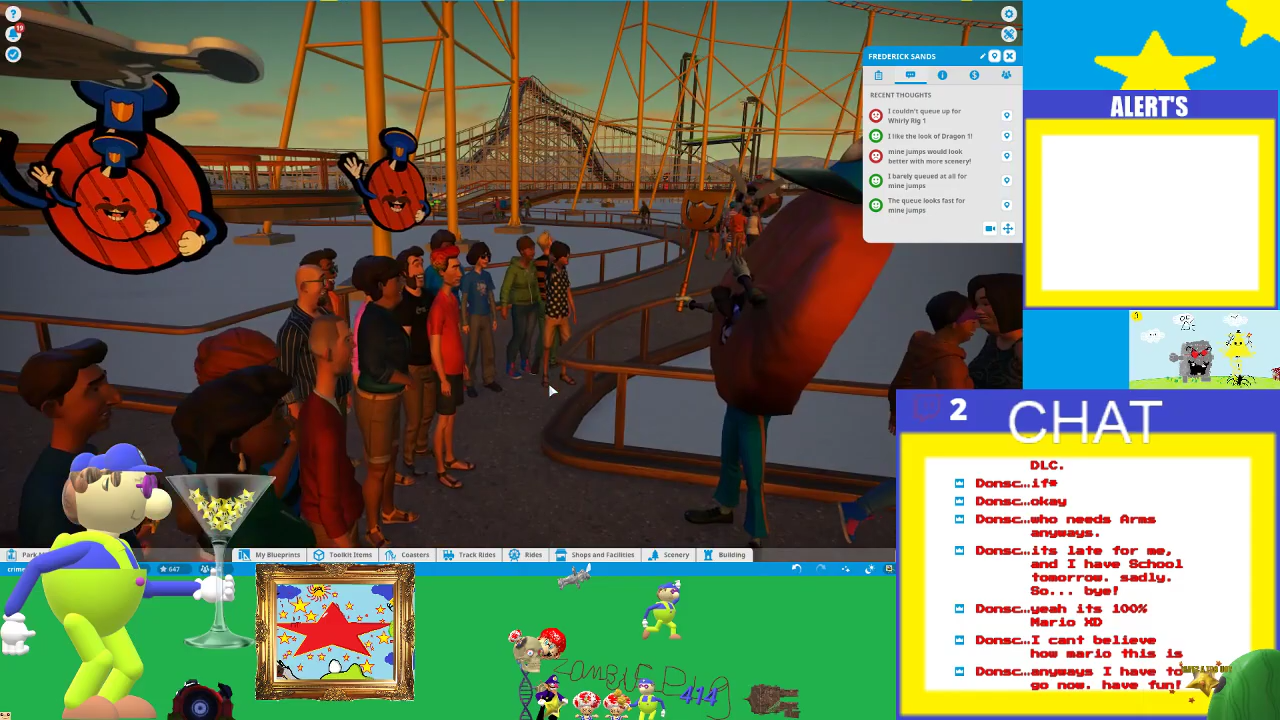 ?
19
FREDERICK SANDS
RECENT THOUGHTS
I couldn't queue up for
Whirly Rig 1
I like the look of Dragon 1!
mine jumps would look
better with more scenery!
I barely queued at all for
mine jumps
The queue looks fast for
mine jumps
ALERT'S
2
CHAT
DLC.
Donsc...if*
Donsc...okay
Donsc...who needs Arms
anyways.
Donsc...its late for me,
and I have School
tomorrow. sadly.
So... bye!
Donsc...yeah its 100%
Mario XD
Donsc...I cant believe
how mario this is
Donsc...anyways I have to
go now. have fun!
Park
My Blueprints
Toolkit Items
Coasters
Track Rides
Rides
Shops and Facilities
Scenery
Building
crime
647
ZOMBIE Pig
414